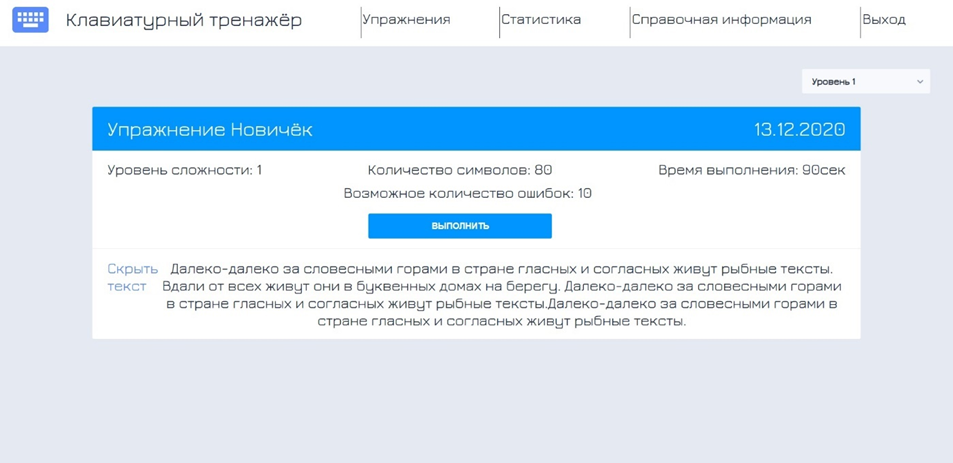 Клавиатурный тренажёр
Упражнения
Статистика
Справочная информация
Выход
Уровень 1
Упражнение Новичёк
13.12.2020
Уровень сложности: 1
Количество символов: 80
Время выполнения: 90сек
Возможное количество ошибок: 10
ВЫПОЛНИТЬ
Скрыть
текст
Далеко-далеко за словесными горами в стране гласных и согласных живут рыбные тексты.
Вдали от всех живут они в буквенных домах на берегу. Далеко-далеко за словесными горами
в стране гласных и согласных живут рыбные тексты.Далеко-далеко за словесными горами в
стране гласных и согласных живут рыбные тексты.